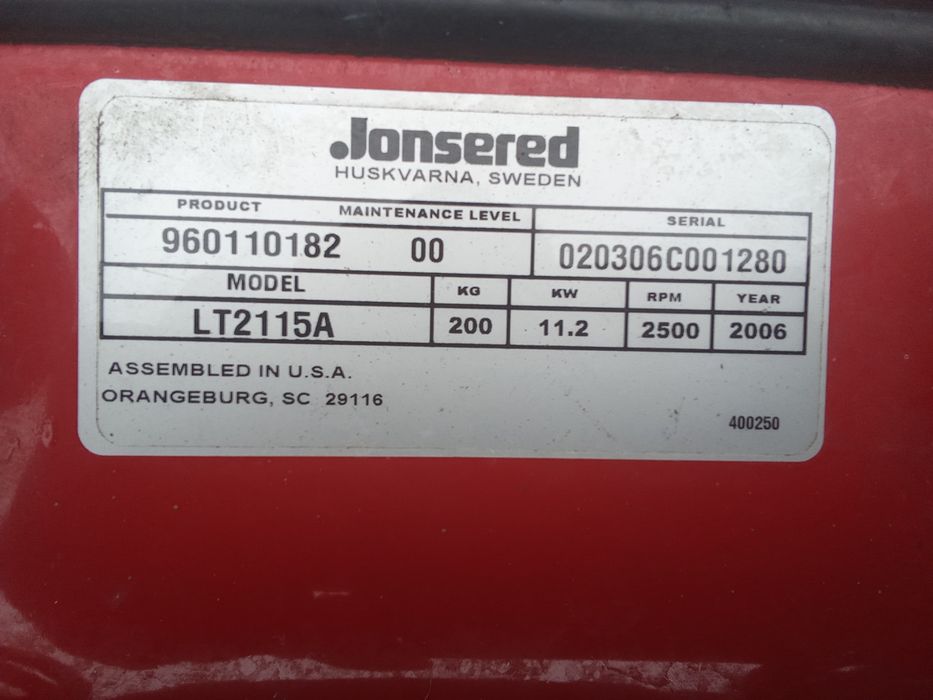 Jonsered
HUSKVARNA, SWEDEN
PRODUCT MAINTENANCE LEVEL SERIAL
960110182 00 020306C001280
MODEL KG KW RPM YEAR
LT2115A 200 11.2 2500 2006
ASSEMBLED IN U.S.A.
ORANGEBURG, SC 29116
400250